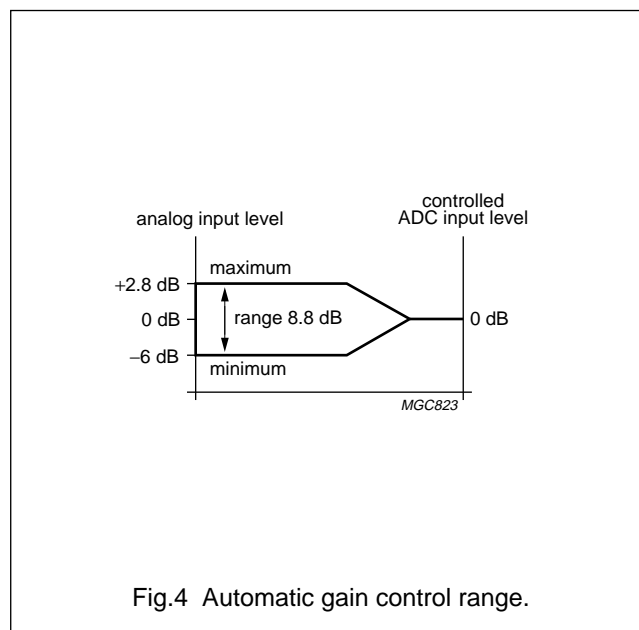 controlled
analog input level ADC input level
+2.8 dB maximum
0 dB range 8.8 dB 0 dB
−6 dB
minimum
MGC823
Fig.4 Automatic gain control range.